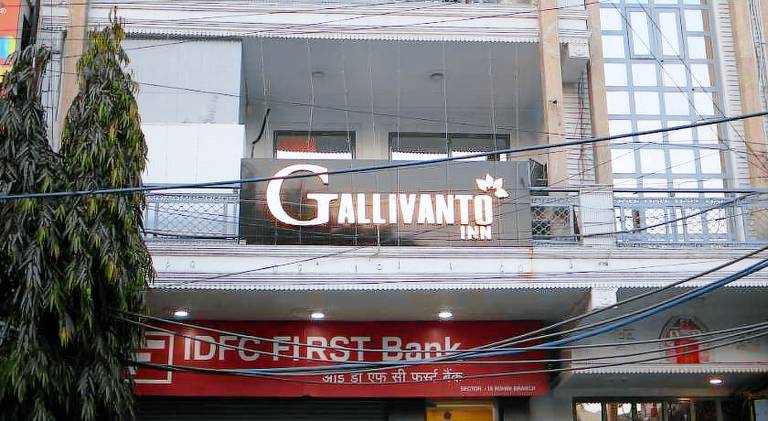 GALLIVANTO
INN
IDFC FIRST Bank
आइ डी एफ सी फर्स्ट बैंक
SECTOR - 16 ROHINI BRANCH